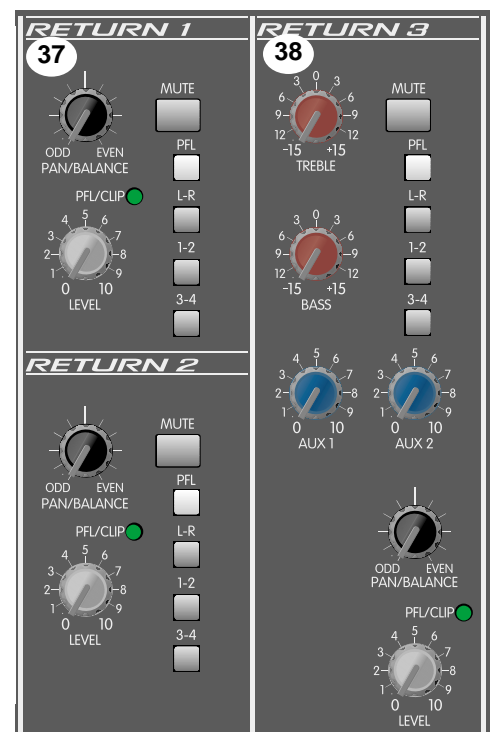 RETURN 1
37
MUTE
ODD EVEN
PAN/BALANCE
PFL
PFL/CLIP
L-R
4 5 6
3 7
2 8
1 9
0 10
LEVEL
1-2
3-4
RETURN 2
MUTE
ODD EVEN
PAN/BALANCE
PFL
PFL/CLIP
L-R
4 5 6
3 7
2 8
1 9
0 10
LEVEL
1-2
3-4
RETURN 3
38
3 0 3
6 6
9 9
12 12
-15 +15
TREBLE
MUTE
PFL
L-R
3 0 3
6 6
9 9
12 12
-15 +15
BASS
1-2
3-4
4 5 6
3 7
2 8
1 9
0 10
AUX 1
4 5 6
3 7
2 8
1 9
0 10
AUX 2
ODD EVEN
PAN/BALANCE
PFL/CLIP
4 5 6
3 7
2 8
1 9
0 10
LEVEL